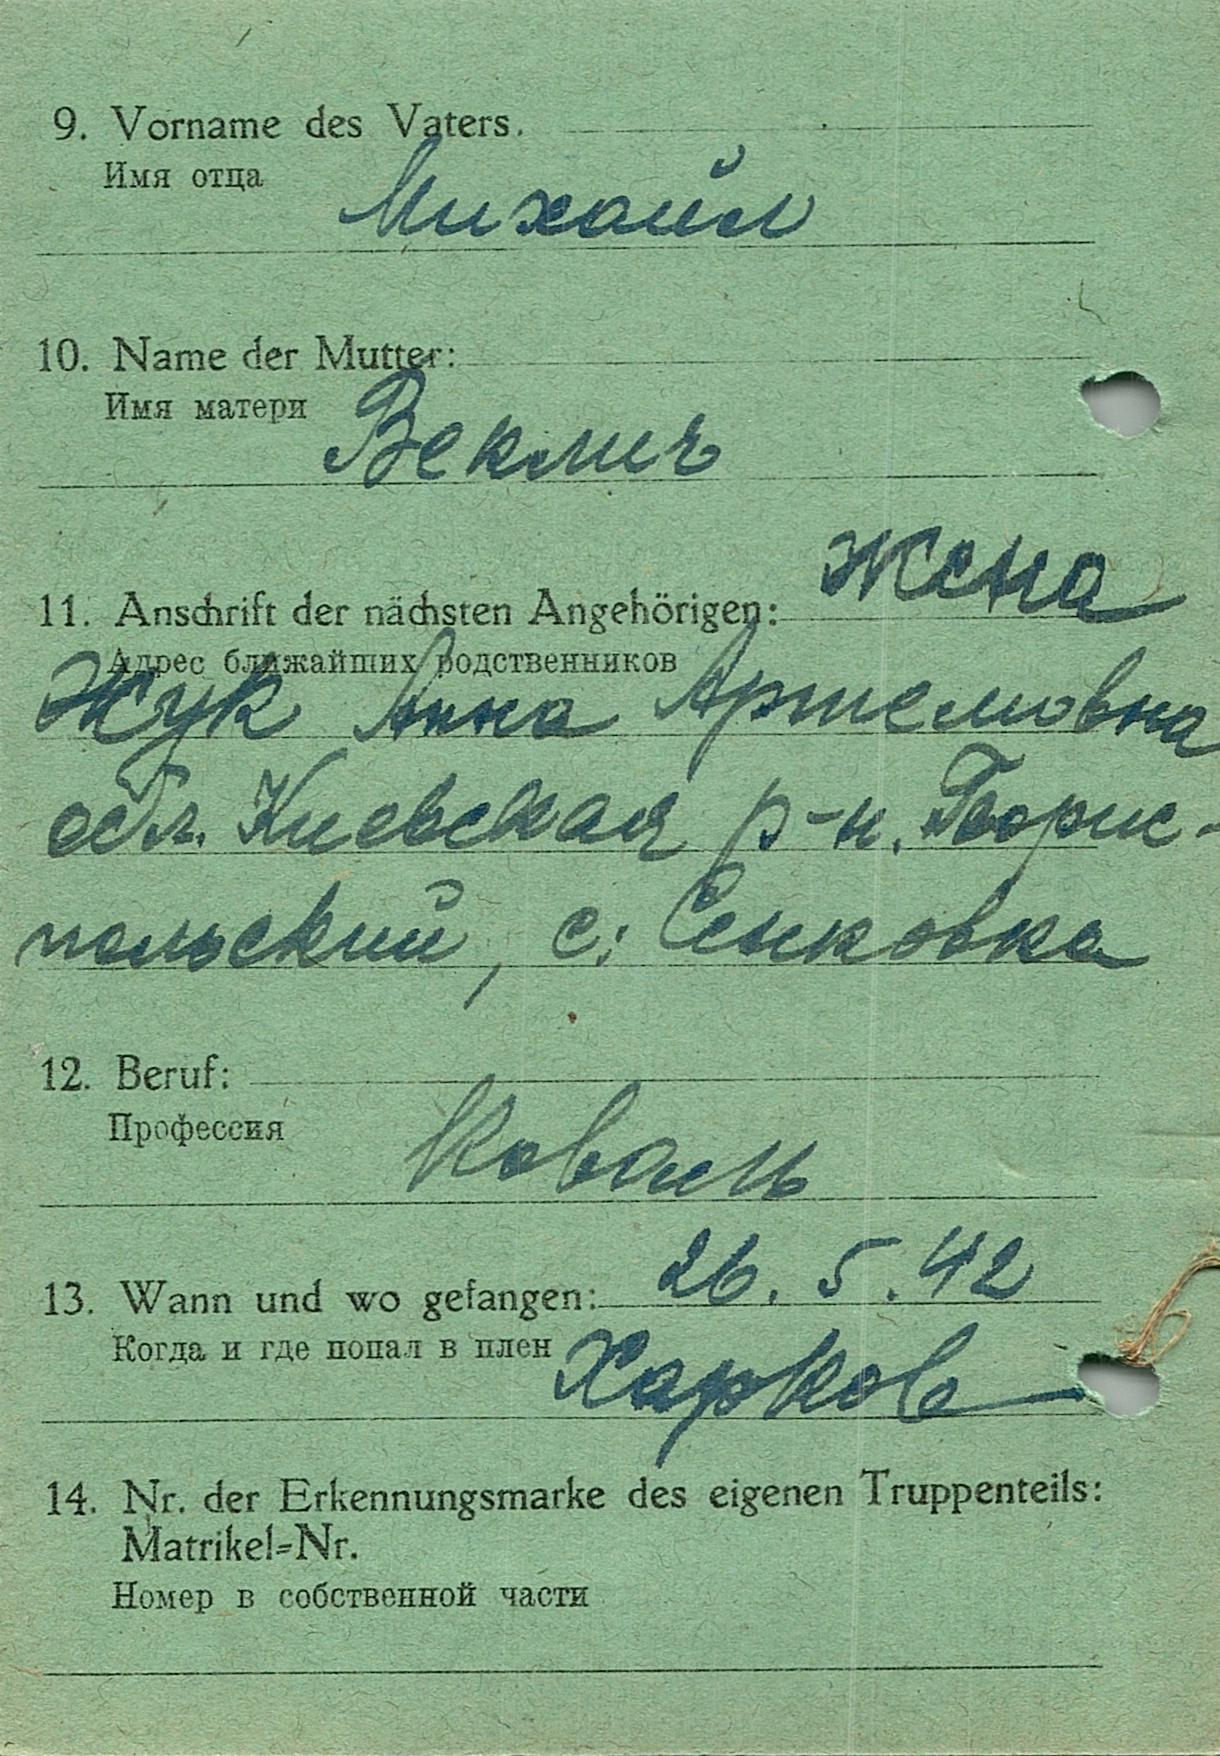 9. Vorname des Vaters.
Имя отца
Михайл
10. Name der Mutter:
Имя матери
Веклич
Жена
11. Anschrift der nächsten Angehörigen:
Адрес ближайших родственников
Жук Анна Артемовна
обл. Киевская р-н. Борис-
польский, с: Сенковка
12. Beruf:
Профессия
Коваль
26. 5. 42
13. Wann und wo gefangen:
Когда и где попал в плен
Харков
14. Nr. der Erkennungsmarke des eigenen Truppenteils:
Matrikel=Nr.
Номер в собственной части